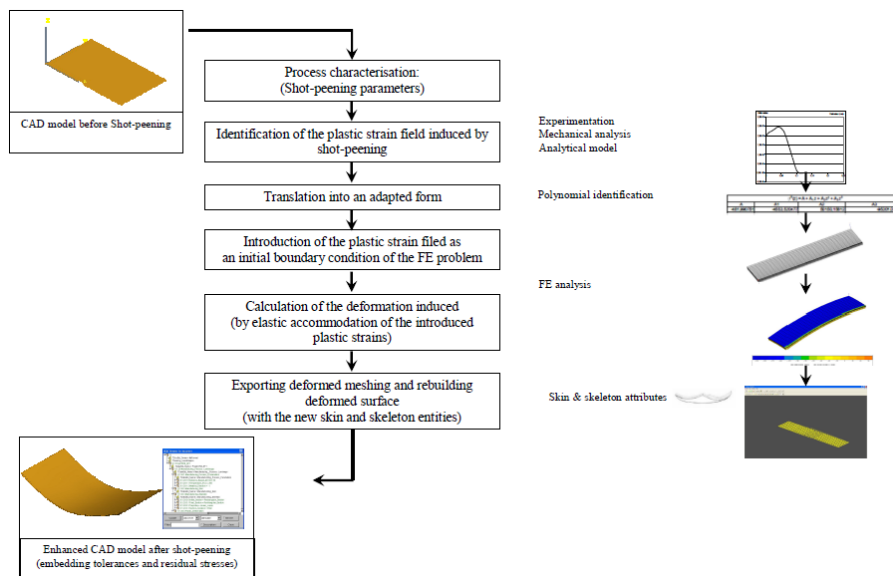 CAD model before Shot-peening
Process characterisation:
(Shot-peening parameters)
Identification of the plastic strain field induced by
shot-peening
Translation into an adapted form
Introduction of the plastic strain filed as
an initial boundary condition of the FE problem
Calculation of the deformation induced
(by elastic accommodation of the introduced
plastic strains)
Exporting deformed meshing and rebuilding
deformed surface
(with the new skin and skeleton entities)
Enhanced CAD model after shot-peening
(embedding tolerances and residual stresses)
Experimentation
Mechanical analysis
Analytical model
Polynomial identification
FE analysis
Skin & skeleton attributes